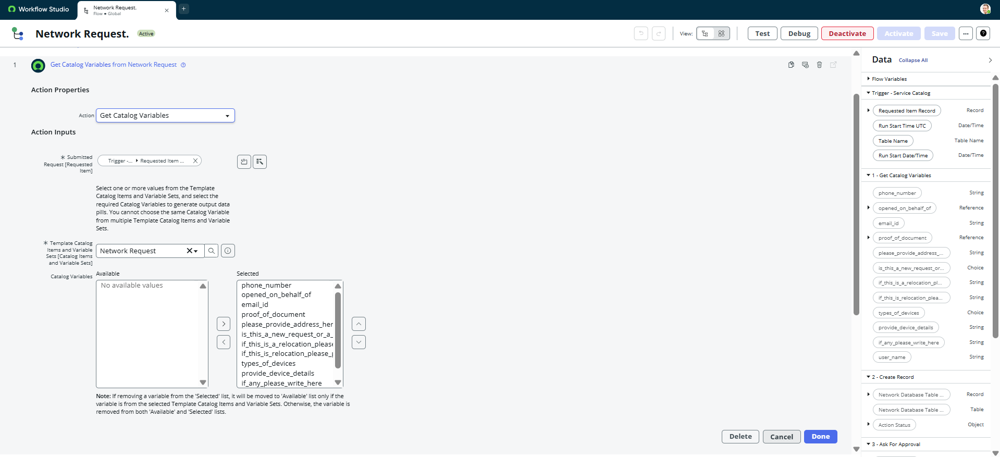 Workflow Studio
Network Request.
Flow • Global
Network Request.
Active
View:
Test
Debug
Deactivate
Activate
Save
1
Get Catalog Variables from Network Request
Action Properties
Action
Get Catalog Variables
Action Inputs
* Submitted
Request [Requested
Item]
Trigger -... ▸ Requested Item ...
Select one or more values from the Template
Catalog Items and Variable Sets, and select the
required Catalog Variables to generate output data
pills. You cannot choose the same Catalog Variable
from multiple Template Catalog Items and Variable
Sets.
* Template Catalog
Items and Variable
Sets [Catalog Items
and Variable Sets]
Network Request
Catalog Variables
Available
No available values
Selected
phone_number
opened_on_behalf_of
email_id
proof_of_document
please_provide_address_her
is_this_a_new_request_or_a_
if_this_is_a_relocation_please
if_this_is_relocation_please_p
types_of_devices
provide_device_details
if_any_please_write_here
Note: If removing a variable from the 'Selected' list, it will be moved to 'Available' list only if the
variable is from the selected Template Catalog Items and Variable Sets. Otherwise, the variable is
removed from both 'Available' and 'Selected' lists.
Delete
Cancel
Done
Data
Collapse All
Flow Variables
Trigger - Service Catalog
Requested Item Record Record
Run Start Time UTC Date/Time
Table Name Table Name
Run Start Date/Time Date/Time
1 - Get Catalog Variables
phone_number String
opened_on_behalf_of Reference
email_id String
proof_of_document Reference
please_provide_address_... String
is_this_a_new_request_or... Choice
if_this_is_a_relocation_pl... String
if_this_is_relocation_plea... String
types_of_devices Choice
provide_device_details String
if_any_please_write_here String
user_name String
2 - Create Record
Network Database Table ... Record
Network Database Table ... Table
Action Status Object
3 - Ask For Approval